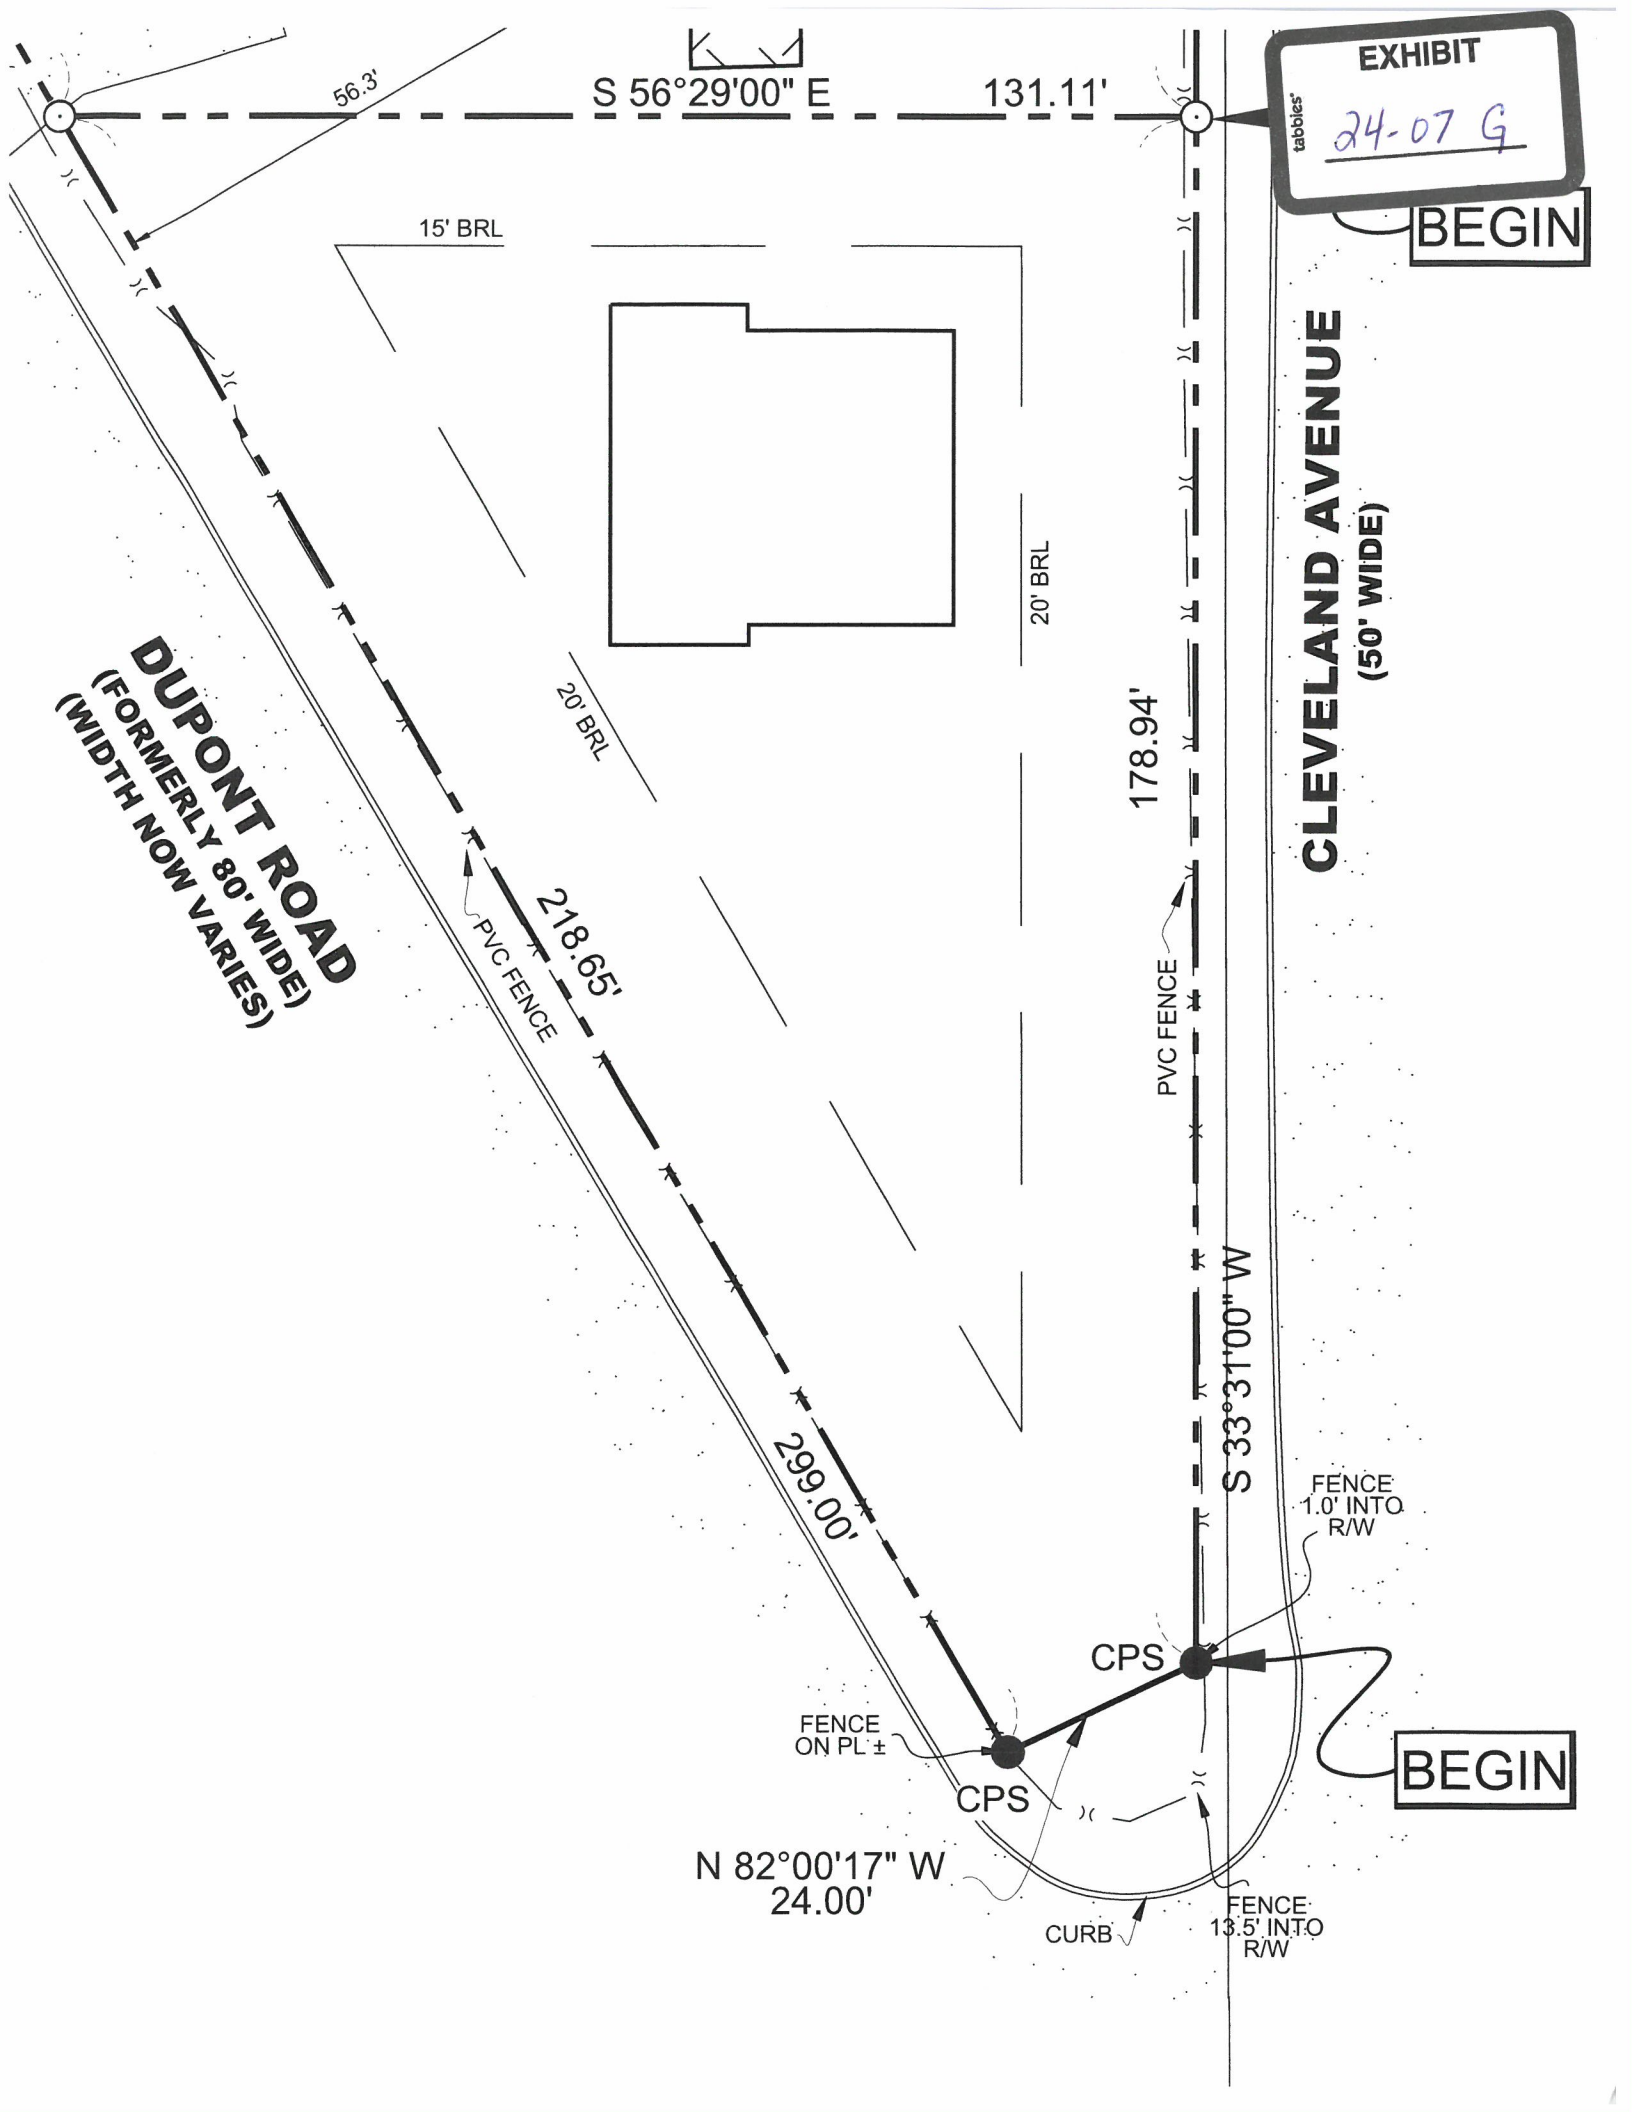 EXHIBIT
tabbies®
24-07 G
BEGIN
56.3'
S 56°29'00" E
131.11'
15' BRL
CLEVELAND AVENUE
(50' WIDE)
20' BRL
178.94'
DUPONT ROAD
(FORMERLY 80' WIDE)
(WIDTH NOW VARIES)
20' BRL
218.65'
PVC FENCE
PVC FENCE
S 33°31'00" W
299.00'
FENCE
1.0' INTO
R/W
CPS
FENCE
ON PL ±
CPS
BEGIN
N 82°00'17" W
24.00'
CURB
FENCE
13.5' INTO
R/W